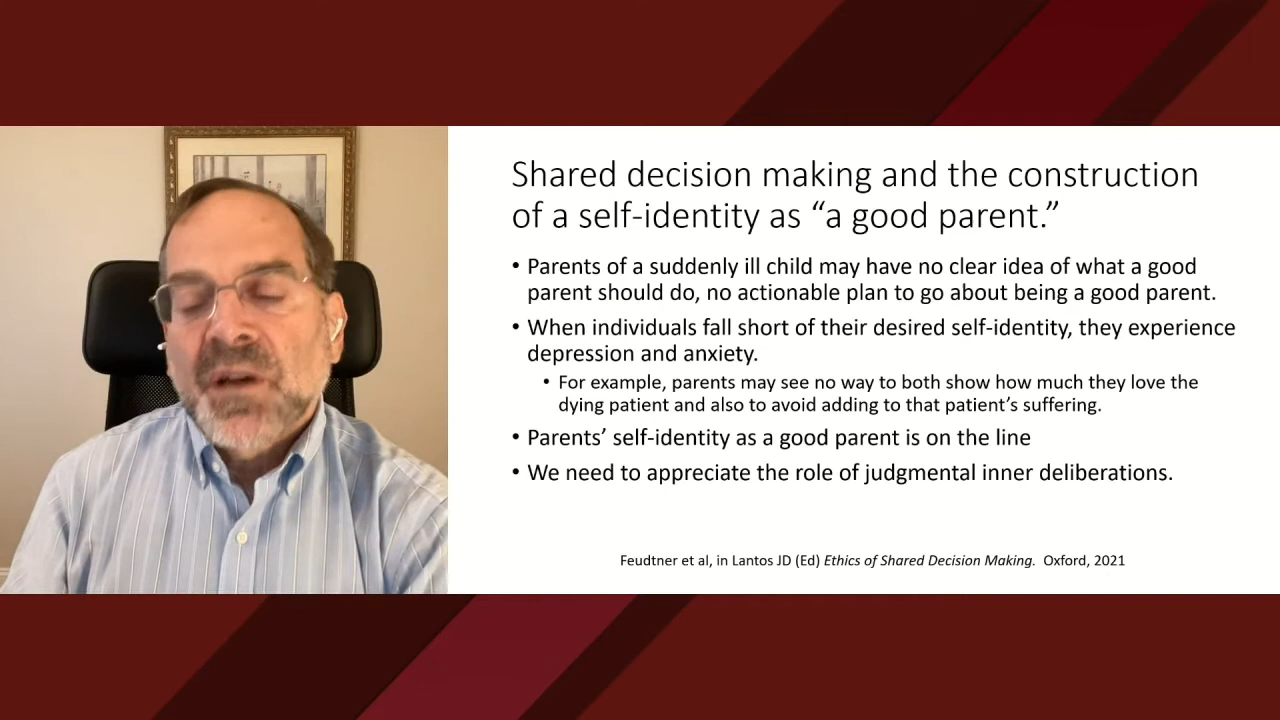 Shared decision making and the construction
of a self-identity as “a good parent.”
• Parents of a suddenly ill child may have no clear idea of what a good
parent should do, no actionable plan to go about being a good parent.
• When individuals fall short of their desired self-identity, they experience
depression and anxiety.
• For example, parents may see no way to both show how much they love the
dying patient and also to avoid adding to that patient’s suffering.
• Parents’ self-identity as a good parent is on the line
• We need to appreciate the role of judgmental inner deliberations.
Feudtner et al, in Lantos JD (Ed) Ethics of Shared Decision Making. Oxford, 2021